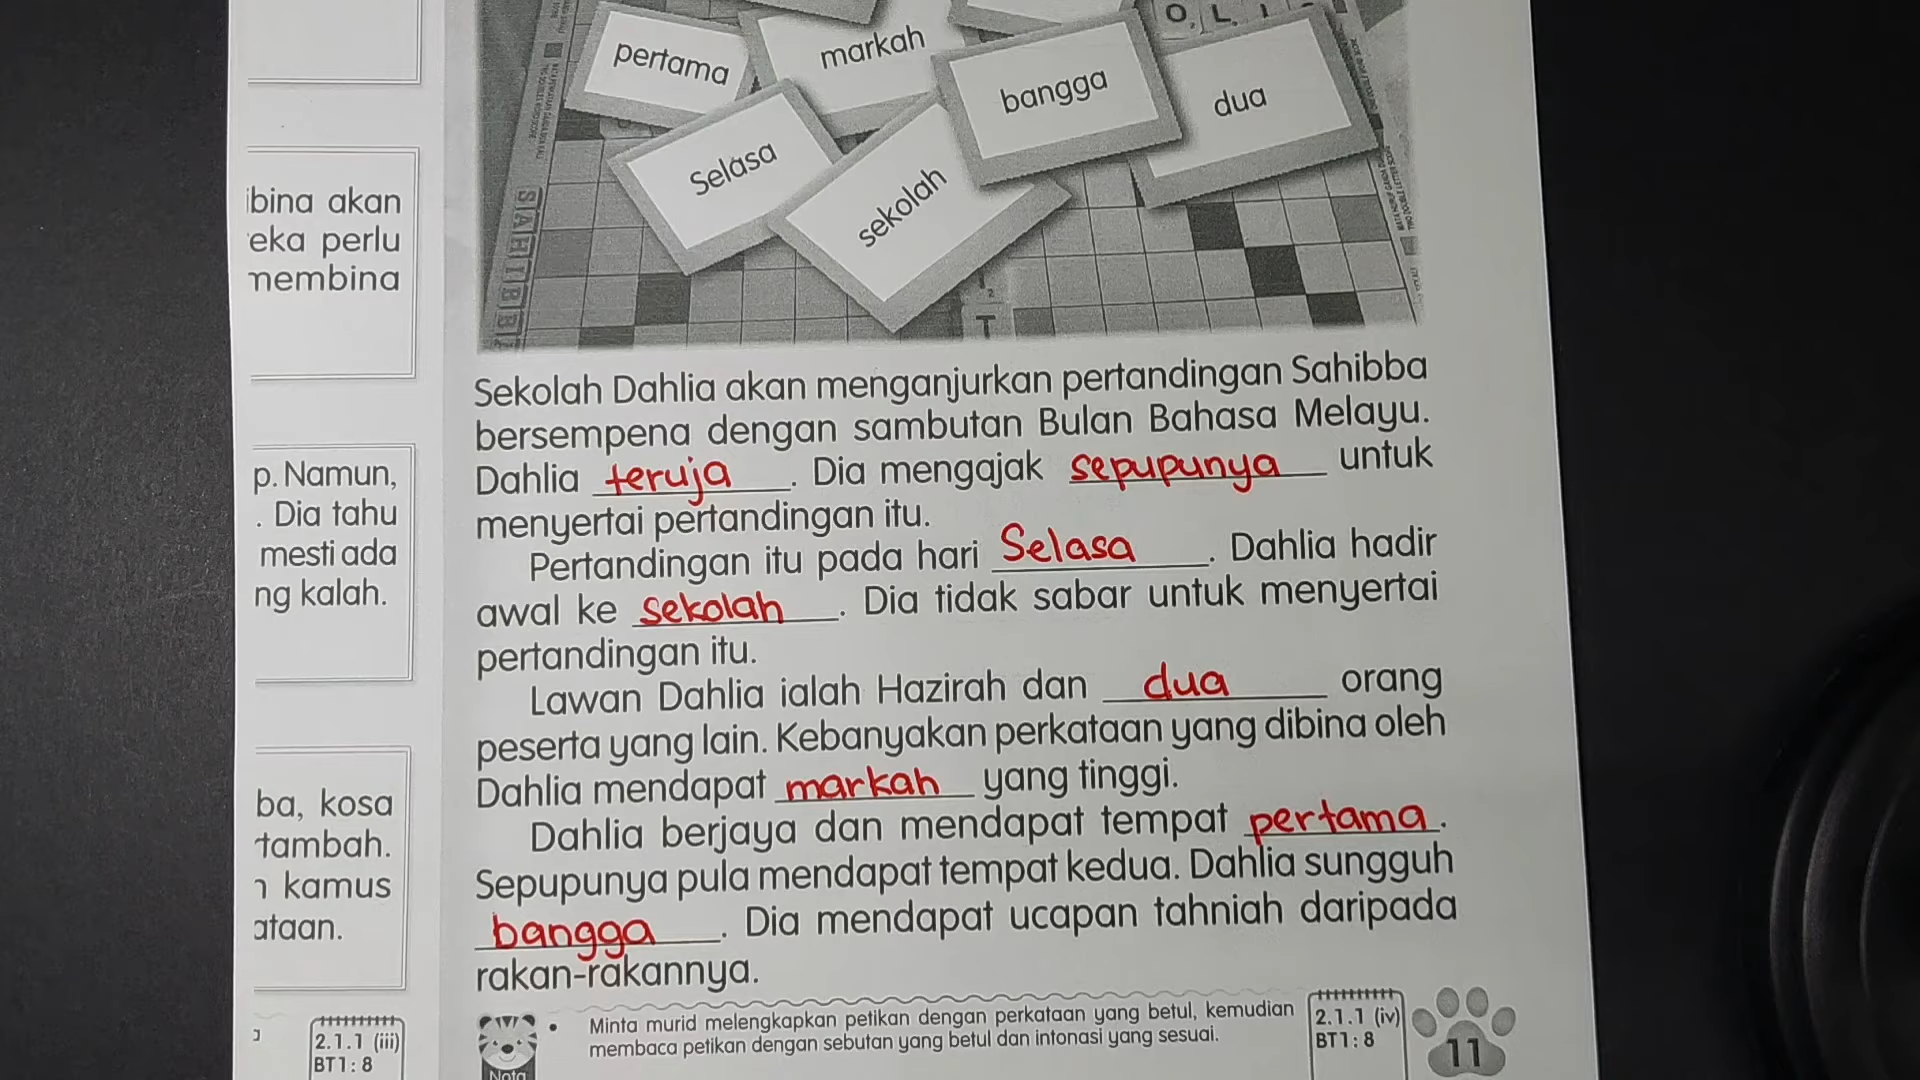 pertama
markah
bangga
dua
Selasa
sekolah
SAHIBBA
ibina akan
eka perlu
membina
p. Namun,
. Dia tahu
mesti ada
ng kalah.
ba, kosa
tambah.
kamus
ataan.
2.1.1 (iii)
BT1: 8
Sekolah Dahlia akan menganjurkan pertandingan Sahibba
bersempena dengan sambutan Bulan Bahasa Melayu.
Dahlia teruja. Dia mengajak sepupunya untuk
menyertai pertandingan itu.
Pertandingan itu pada hari Selasa. Dahlia hadir
awal ke sekolah. Dia tidak sabar untuk menyertai
pertandingan itu.
Lawan Dahlia ialah Hazirah dan dua orang
peserta yang lain. Kebanyakan perkataan yang dibina oleh
Dahlia mendapat markah yang tinggi.
Dahlia berjaya dan mendapat tempat pertama.
Sepupunya pula mendapat tempat kedua. Dahlia sungguh
bangga. Dia mendapat ucapan tahniah daripada
rakan-rakannya.
Nota
• Minta murid melengkapkan petikan dengan perkataan yang betul, kemudian
membaca petikan dengan sebutan yang betul dan intonasi yang sesuai.
2.1.1 (iv)
BT1: 8
11